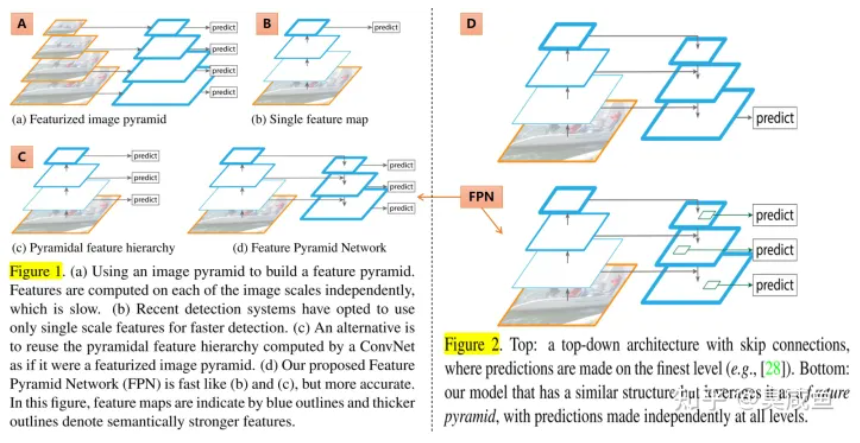 A
predict
predict
predict
predict
(a) Featurized image pyramid
B
predict
(b) Single feature map
C
predict
predict
predict
(c) Pyramidal feature hierarchy
predict
predict
predict
(d) Feature Pyramid Network
Figure 1. (a) Using an image pyramid to build a feature pyramid.
Features are computed on each of the image scales independently,
which is slow. (b) Recent detection systems have opted to use
only single scale features for faster detection. (c) An alternative is
to reuse the pyramidal feature hierarchy computed by a ConvNet
as if it were a featurized image pyramid. (d) Our proposed Feature
Pyramid Network (FPN) is fast like (b) and (c), but more accurate.
In this figure, feature maps are indicate by blue outlines and thicker
outlines denote semantically stronger features.
D
predict
FPN
predict
predict
predict
Figure 2. Top: a top-down architecture with skip connections,
where predictions are made on the finest level (e.g., [28]). Bottom:
our model that has a similar structure but leverages it as a feature
pyramid, with predictions made independently at all levels.
知乎 @吴咸鱼